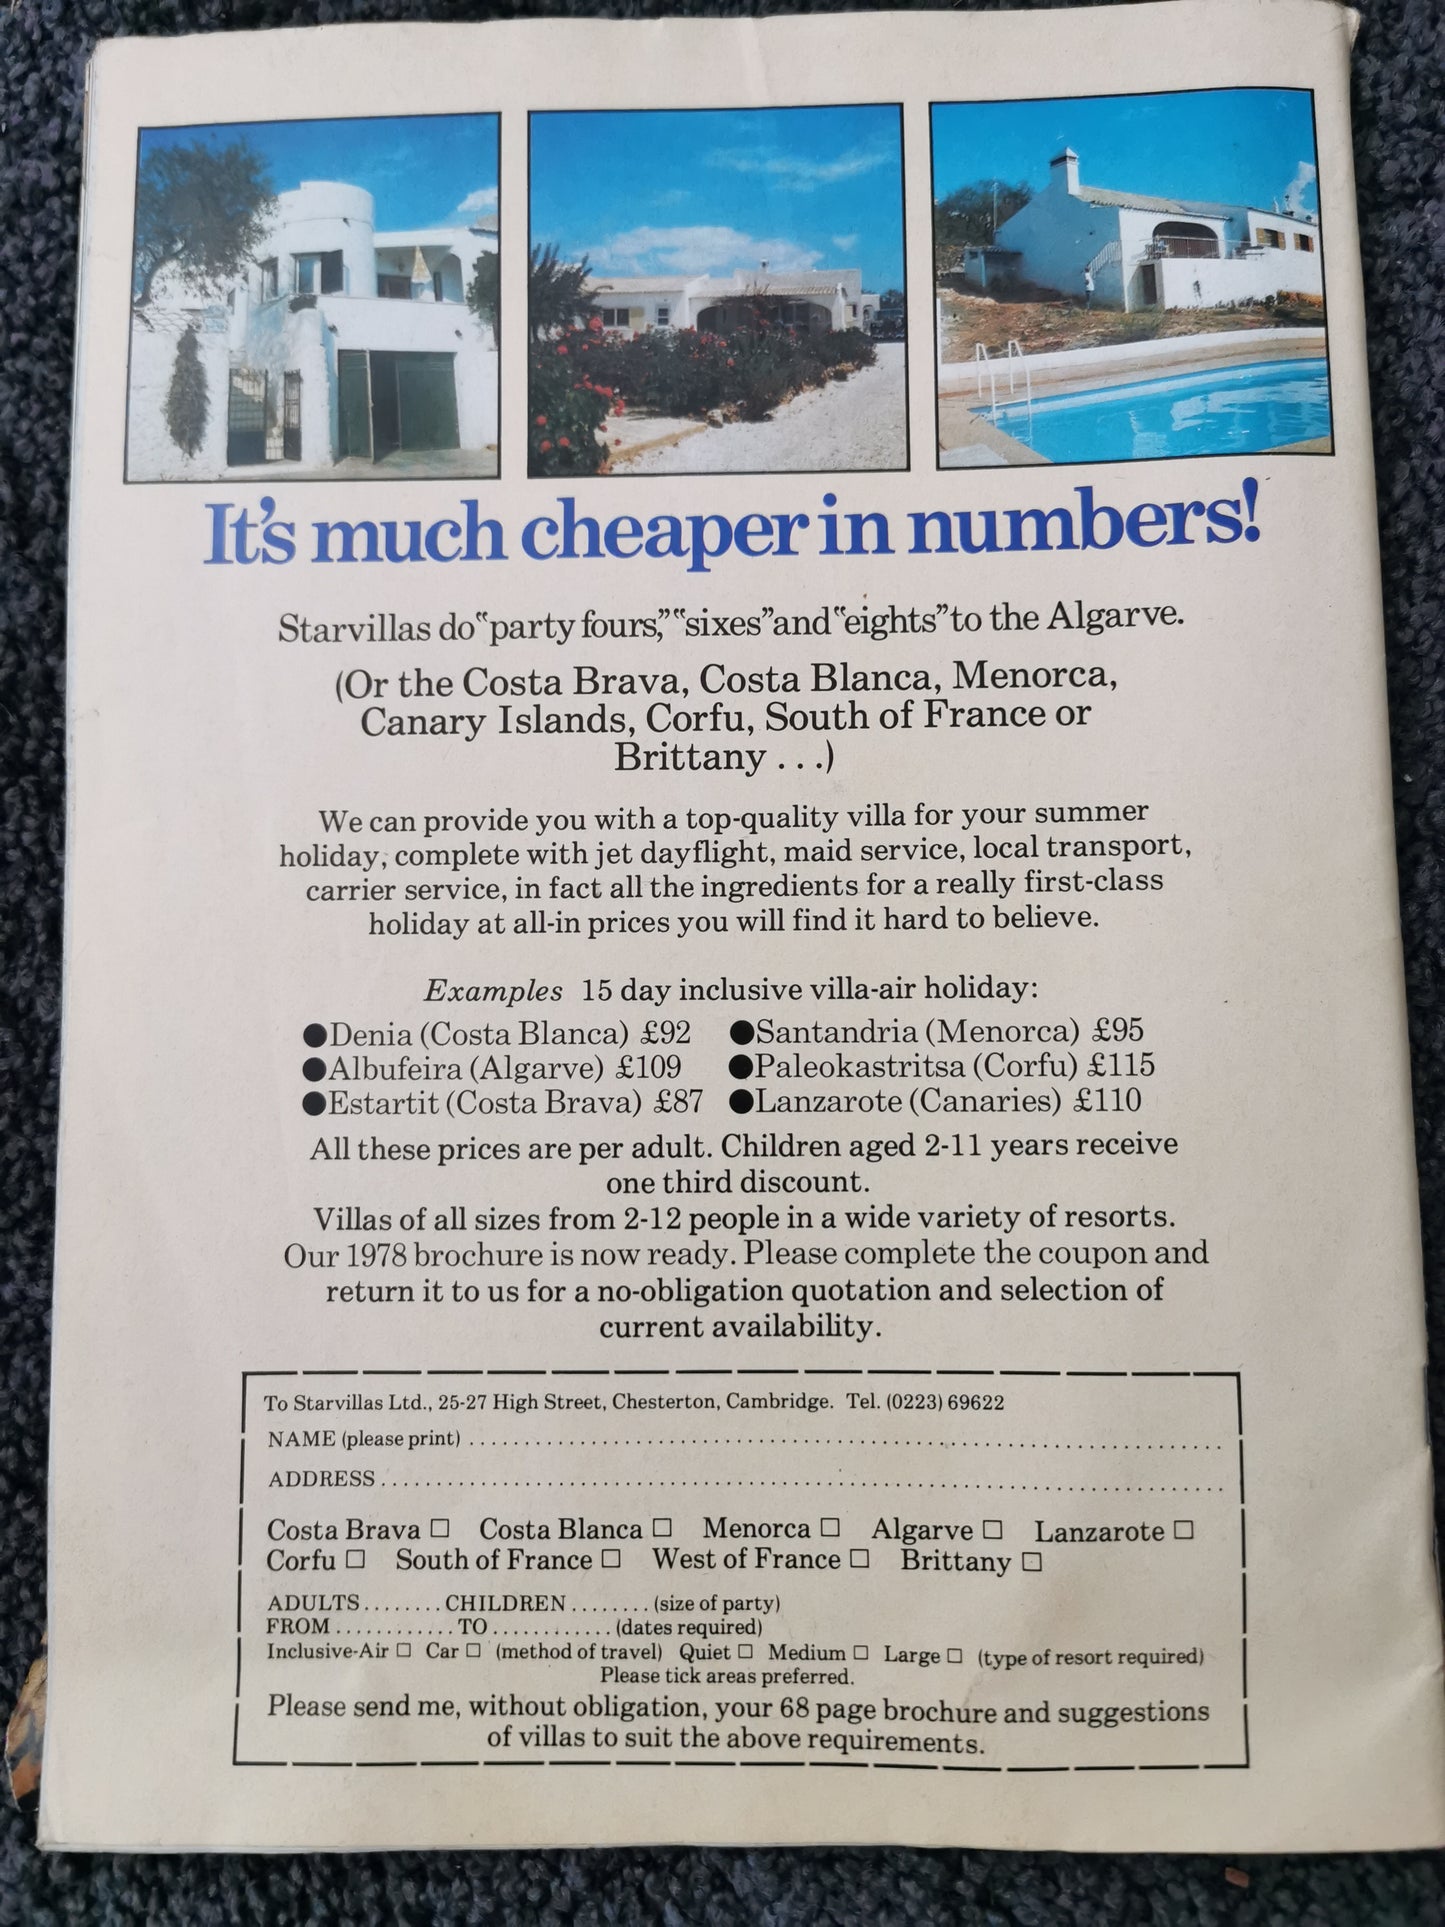 It's much cheaper in numbers!
Starvillas do "party fours," "sixes" and "eights" to the Algarve.
(Or the Costa Brava, Costa Blanca, Menorca,
Canary Islands, Corfu, South of France or
Brittany . . .)
We can provide you with a top-quality villa for your summer
holiday, complete with jet dayflight, maid service, local transport,
carrier service, in fact all the ingredients for a really first-class
holiday at all-in prices you will find it hard to believe.
Examples 15 day inclusive villa-air holiday:
●Denia (Costa Blanca) £92 ●Santandria (Menorca) £95
●Albufeira (Algarve) £109 ●Paleokastritsa (Corfu) £115
●Estartit (Costa Brava) £87 ●Lanzarote (Canaries) £110
All these prices are per adult. Children aged 2-11 years receive
one third discount.
Villas of all sizes from 2-12 people in a wide variety of resorts.
Our 1978 brochure is now ready. Please complete the coupon and
return it to us for a no-obligation quotation and selection of
current availability.
To Starvillas Ltd., 25-27 High Street, Chesterton, Cambridge. Tel. (0223) 69622
NAME (please print) ........................................................
ADDRESS ...............................................................
Costa Brava □ Costa Blanca □ Menorca □ Algarve □ Lanzarote □
Corfu □ South of France □ West of France □ Brittany □
ADULTS ........ CHILDREN ........ (size of party)
FROM ............ TO ............ (dates required)
Inclusive-Air □ Car □ (method of travel) Quiet □ Medium □ Large □ (type of resort required)
Please tick areas preferred.
Please send me, without obligation, your 68 page brochure and suggestions
of villas to suit the above requirements.